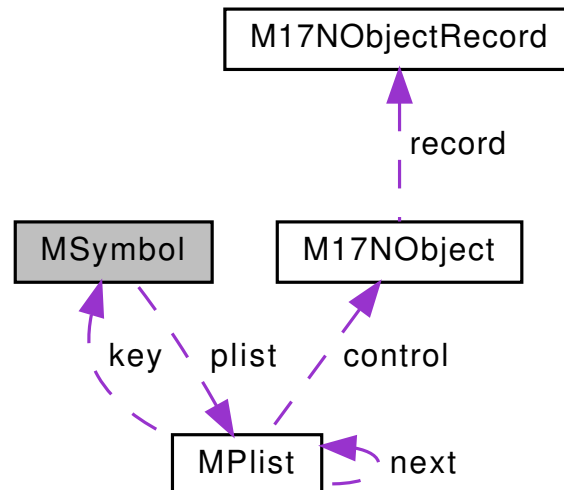 M17NObjectRecord
record
MSymbol
M17NObject
key
plist
control
MPlist
next